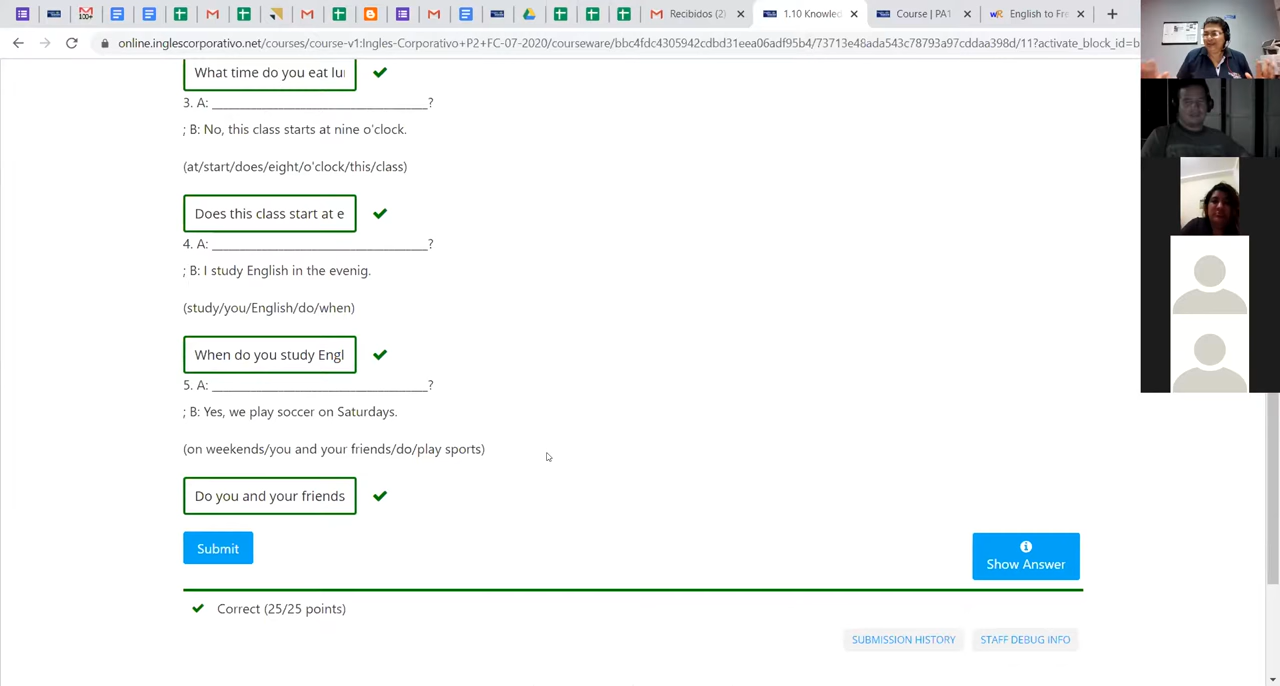 Recibidos (2)
1.10 Knowled
Course | PA1
English to Fre
online.inglescorporativo.net/courses/course-v1:Ingles-Corporativo+P2+FC-07-2020/courseware/bbc4fdc4305942cdbd31eea06adf95b4/73713e48ada543c78793a97cddaa398d/11?activate_block_id=b
What time do you eat lu
3. A: ________________________________?
; B: No, this class starts at nine o'clock.
(at/start/does/eight/o'clock/this/class)
Does this class start at e
4. A: ________________________________?
; B: I study English in the evenig.
(study/you/English/do/when)
When do you study Engl
5. A: ________________________________?
; B: Yes, we play soccer on Saturdays.
(on weekends/you and your friends/do/play sports)
Do you and your friends
Submit
Show Answer
Correct (25/25 points)
SUBMISSION HISTORY
STAFF DEBUG INFO